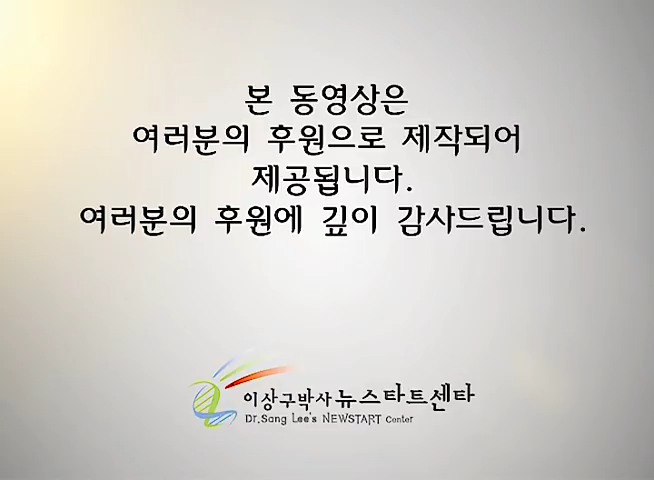 본 동영상은
여러분의 후원으로 제작되어
제공됩니다.
여러분의 후원에 깊이 감사드립니다.
이상구박사 뉴스타트센타
Dr.Sang Lee's NEWSTART Center